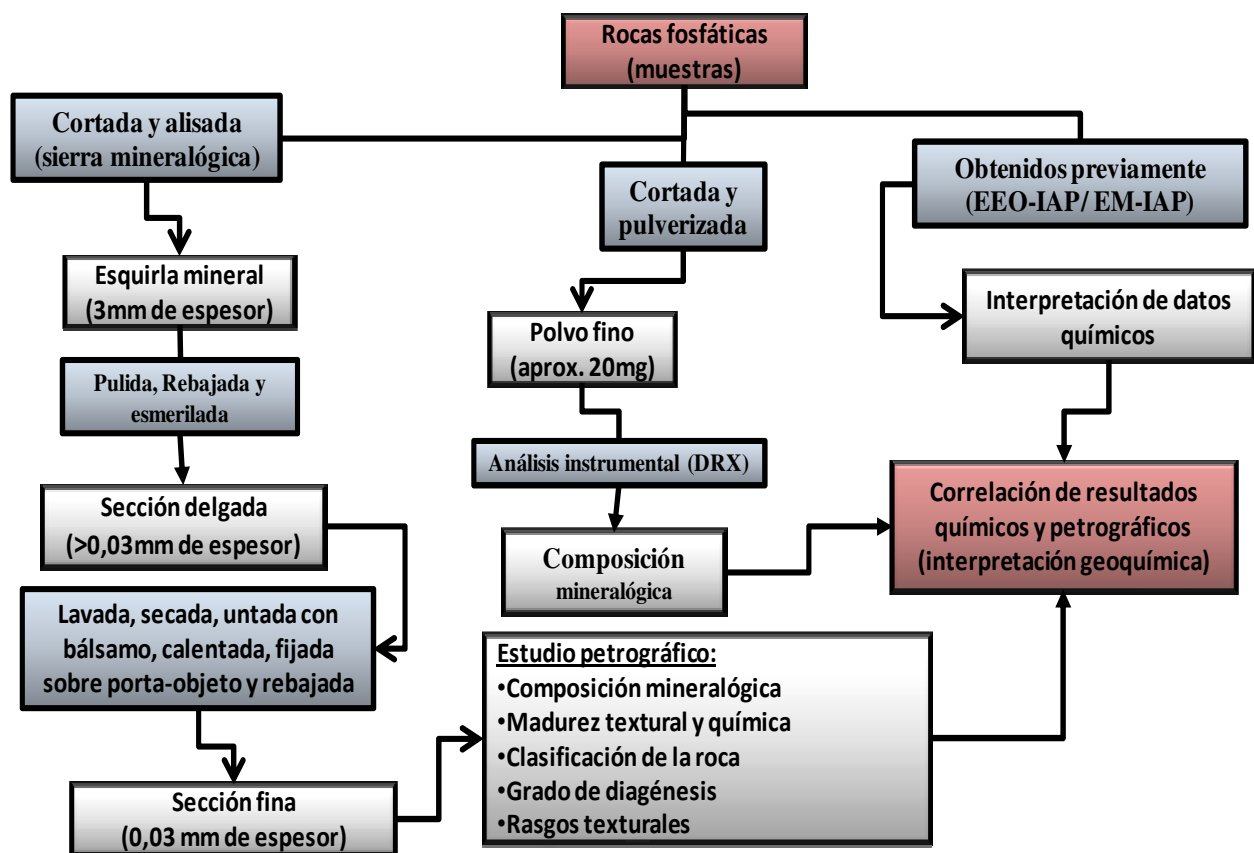 Rocas fosfáticas
(muestras)
Cortada y alisada
(sierra mineralógica)
Esquirla mineral
(3mm de espesor)
Pulida, Rebajada y
esmerilada
Sección delgada
(>0,03mm de espesor)
Lavada, secada, untada con
bálsamo, calentada, fijada
sobre porta-objeto y rebajada
Sección fina
(0,03 mm de espesor)
Cortada y
pulverizada
Polvo fino
(aprox. 20mg)
Análisis instrumental (DRX)
Composición
mineralógica
Estudio petrográfico:
•Composición mineralógica
•Madurez textural y química
•Clasificación de la roca
•Grado de diagénesis
•Rasgos texturales
Obtenidos previamente
(EEO-IAP/ EM-IAP)
Interpretación de datos
químicos
Correlación de resultados
químicos y petrográficos
(interpretación geoquímica)